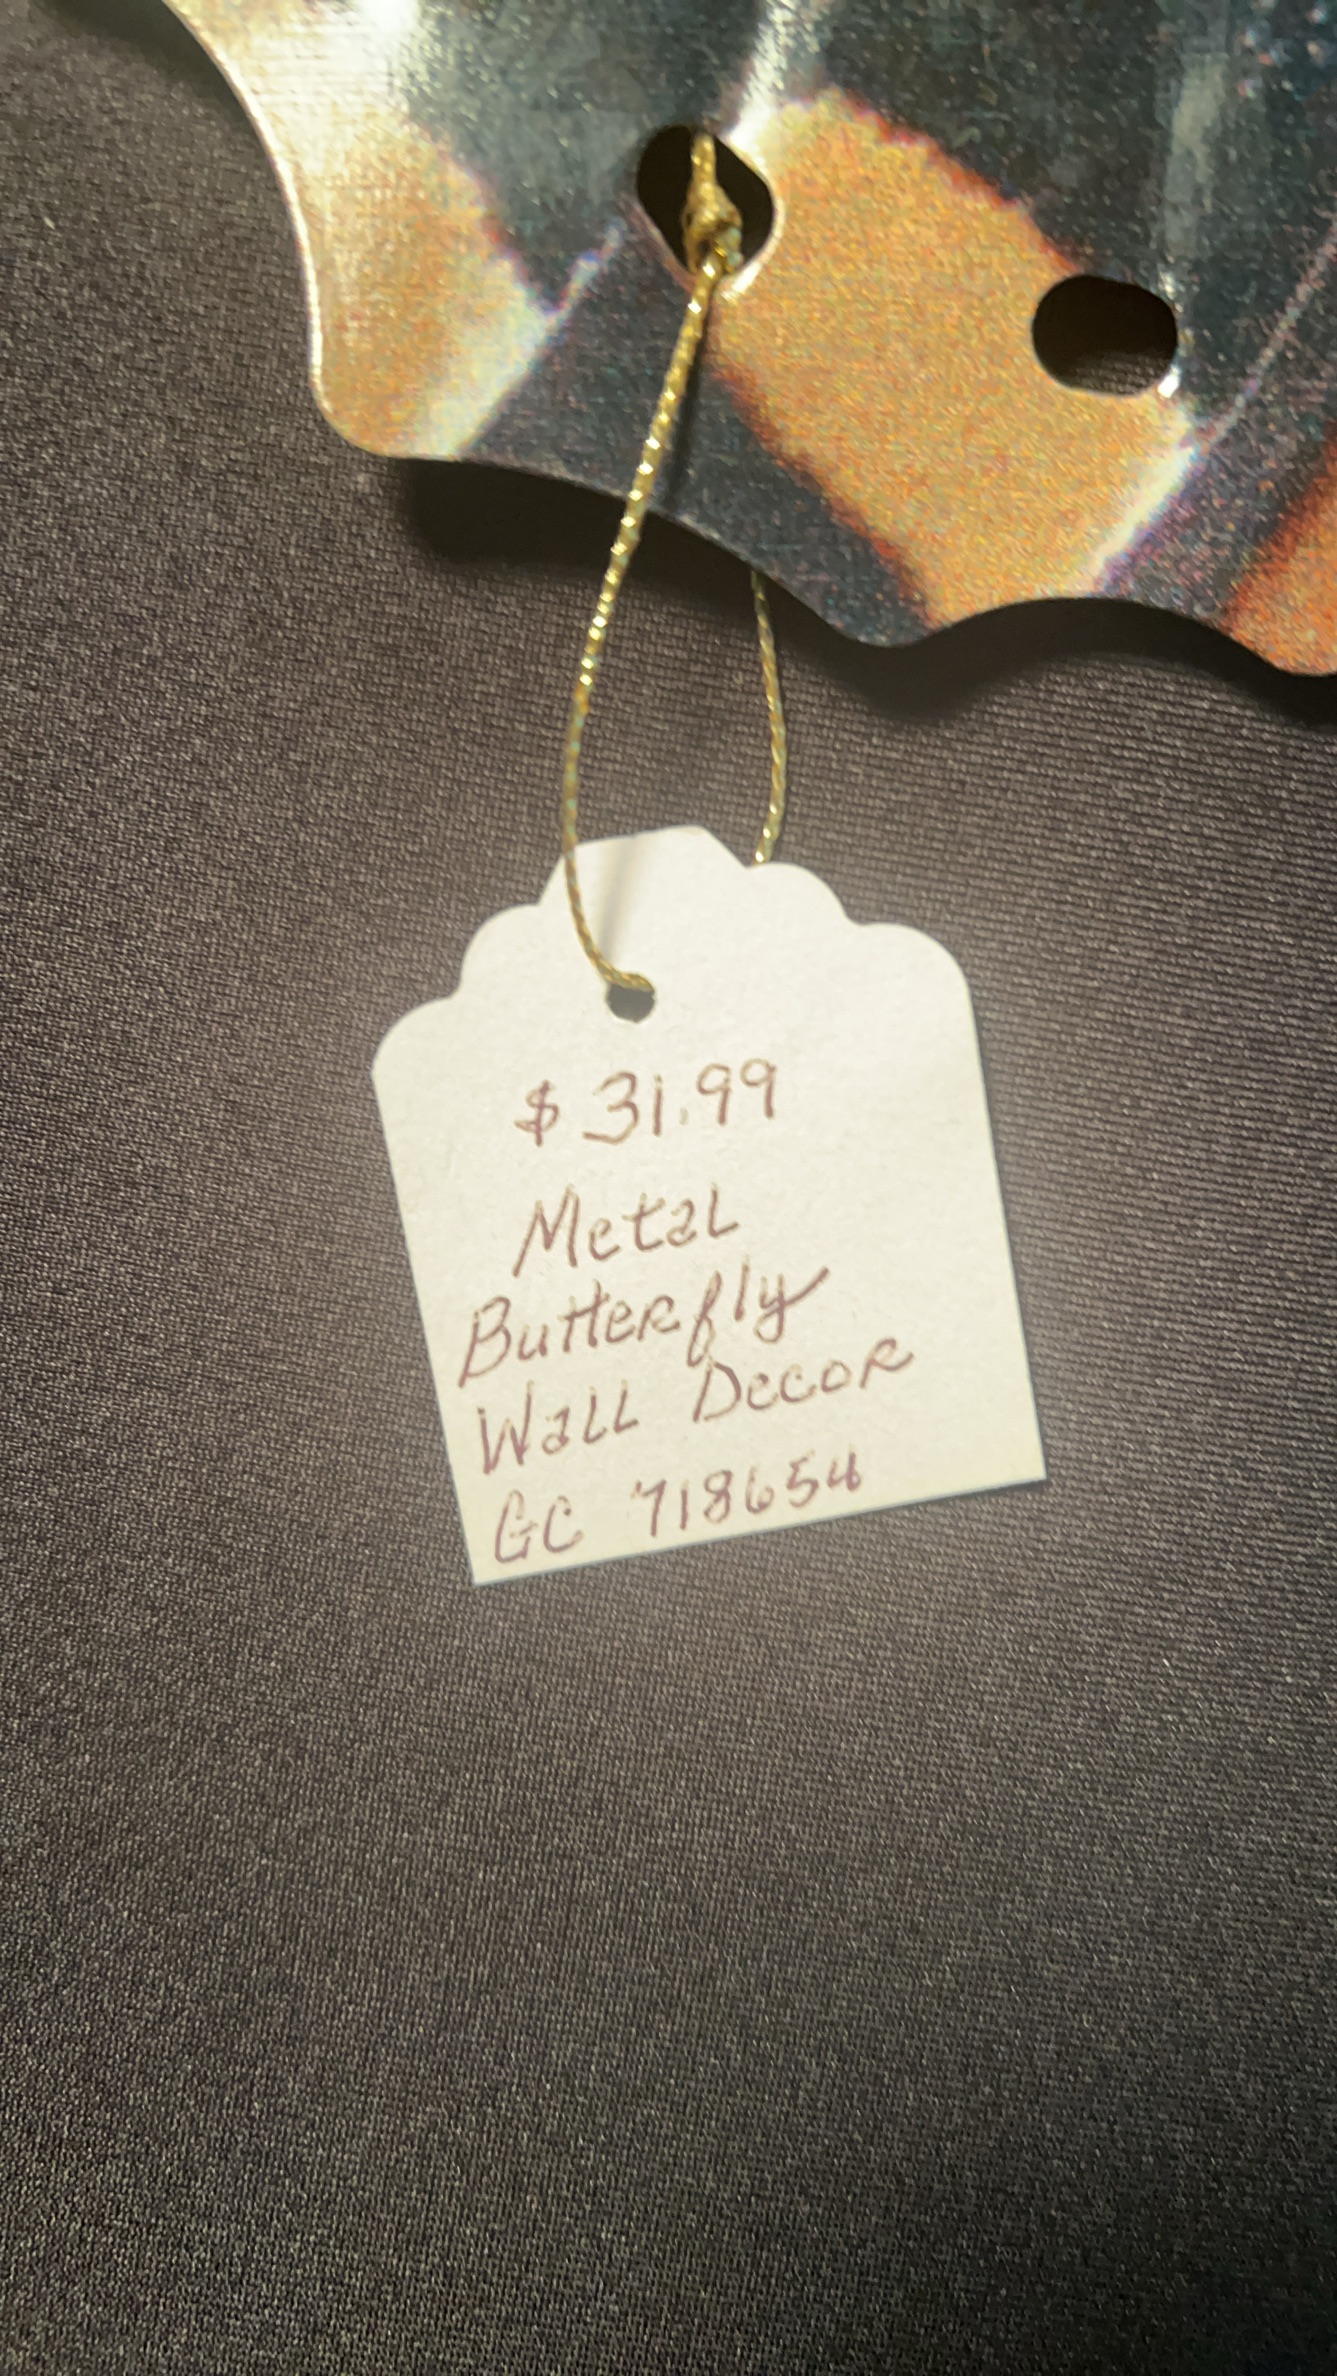 $31.99
Metal
Butterfly
Wall Decor
GC 718654